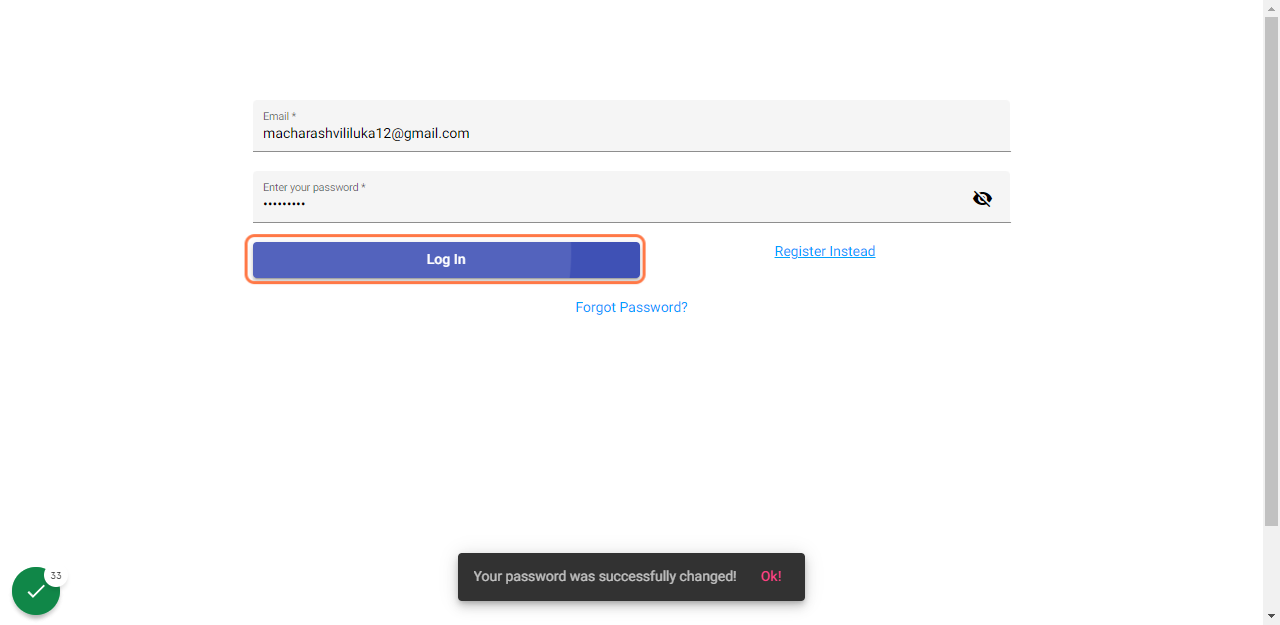 Email *
macharashvililuka12@gmail.com
Enter your password *
•••••••••
Log In
Register Instead
Forgot Password?
Your password was successfully changed! Ok!
33